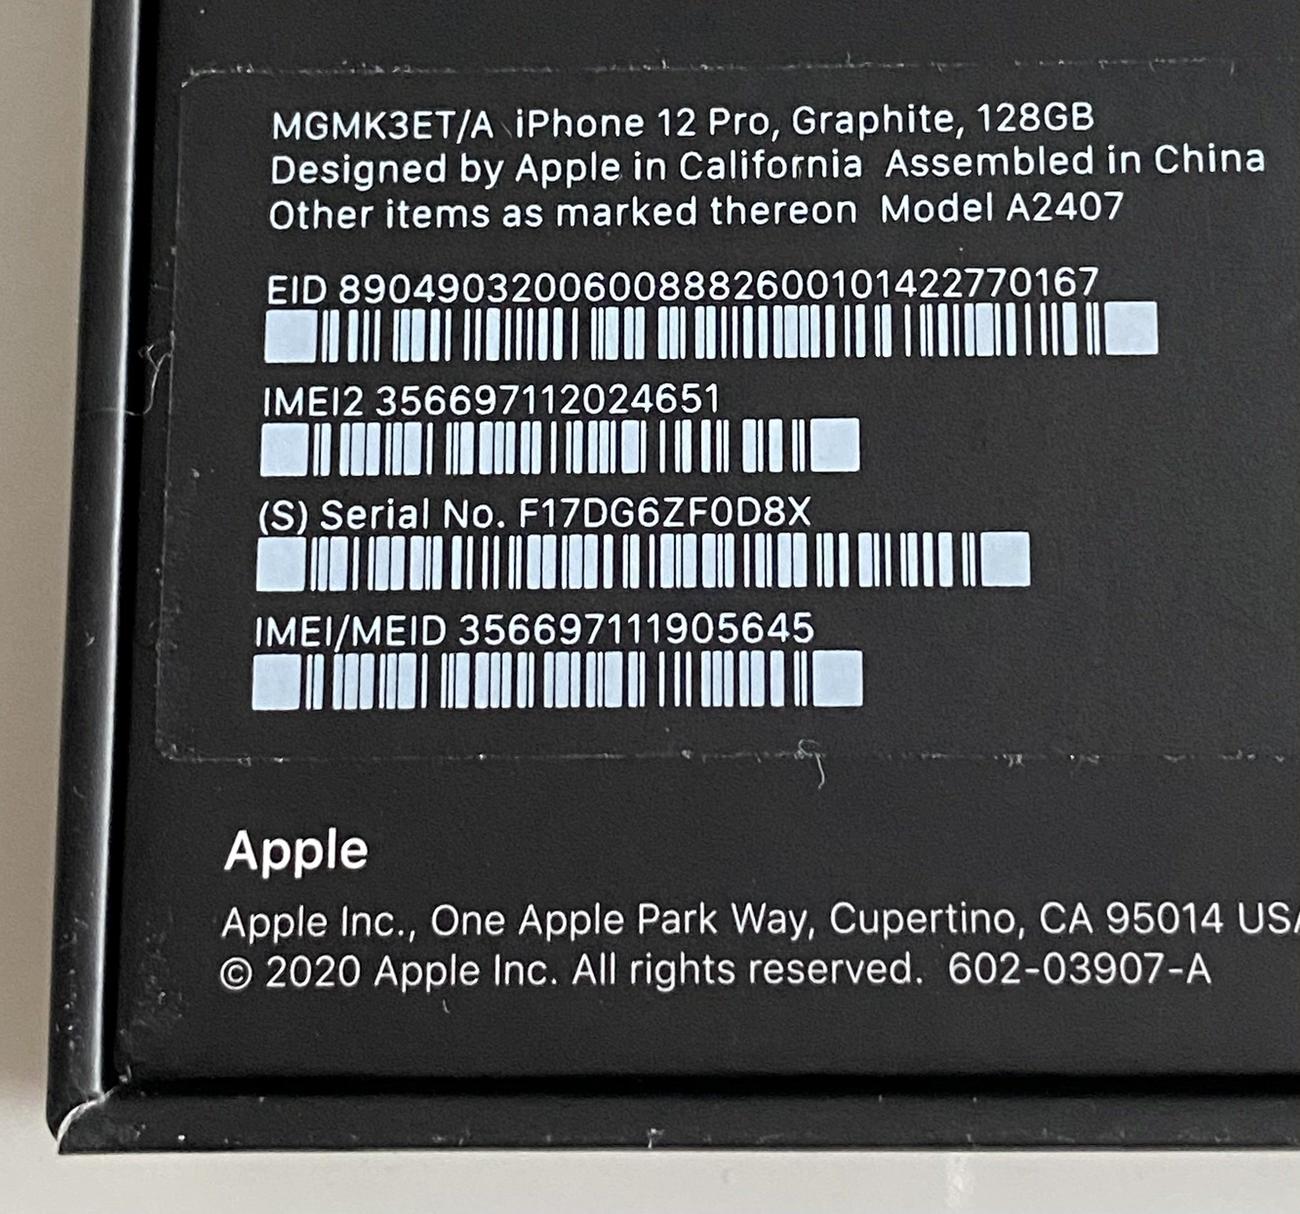 MGMK3ET/A iPhone 12 Pro, Graphite, 128GB
Designed by Apple in California Assembled in China
Other items as marked thereon Model A2407
EID 89049032006008882600101422770167
IMEI2 356697112024651
(S) Serial No. F17DG6ZF0D8X
IMEI/MEID 356697111905645
Apple
Apple Inc., One Apple Park Way, Cupertino, CA 95014 USA
© 2020 Apple Inc. All rights reserved. 602-03907-A